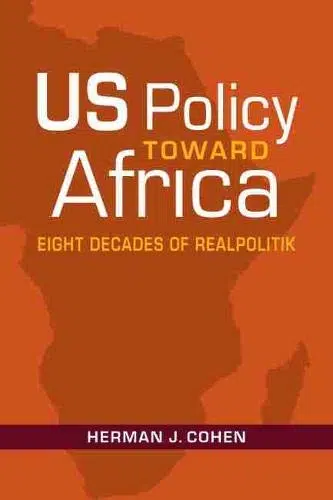 US Policy
TOWARD
Africa
EIGHT DECADES OF REALPOLITIK
HERMAN J. COHEN